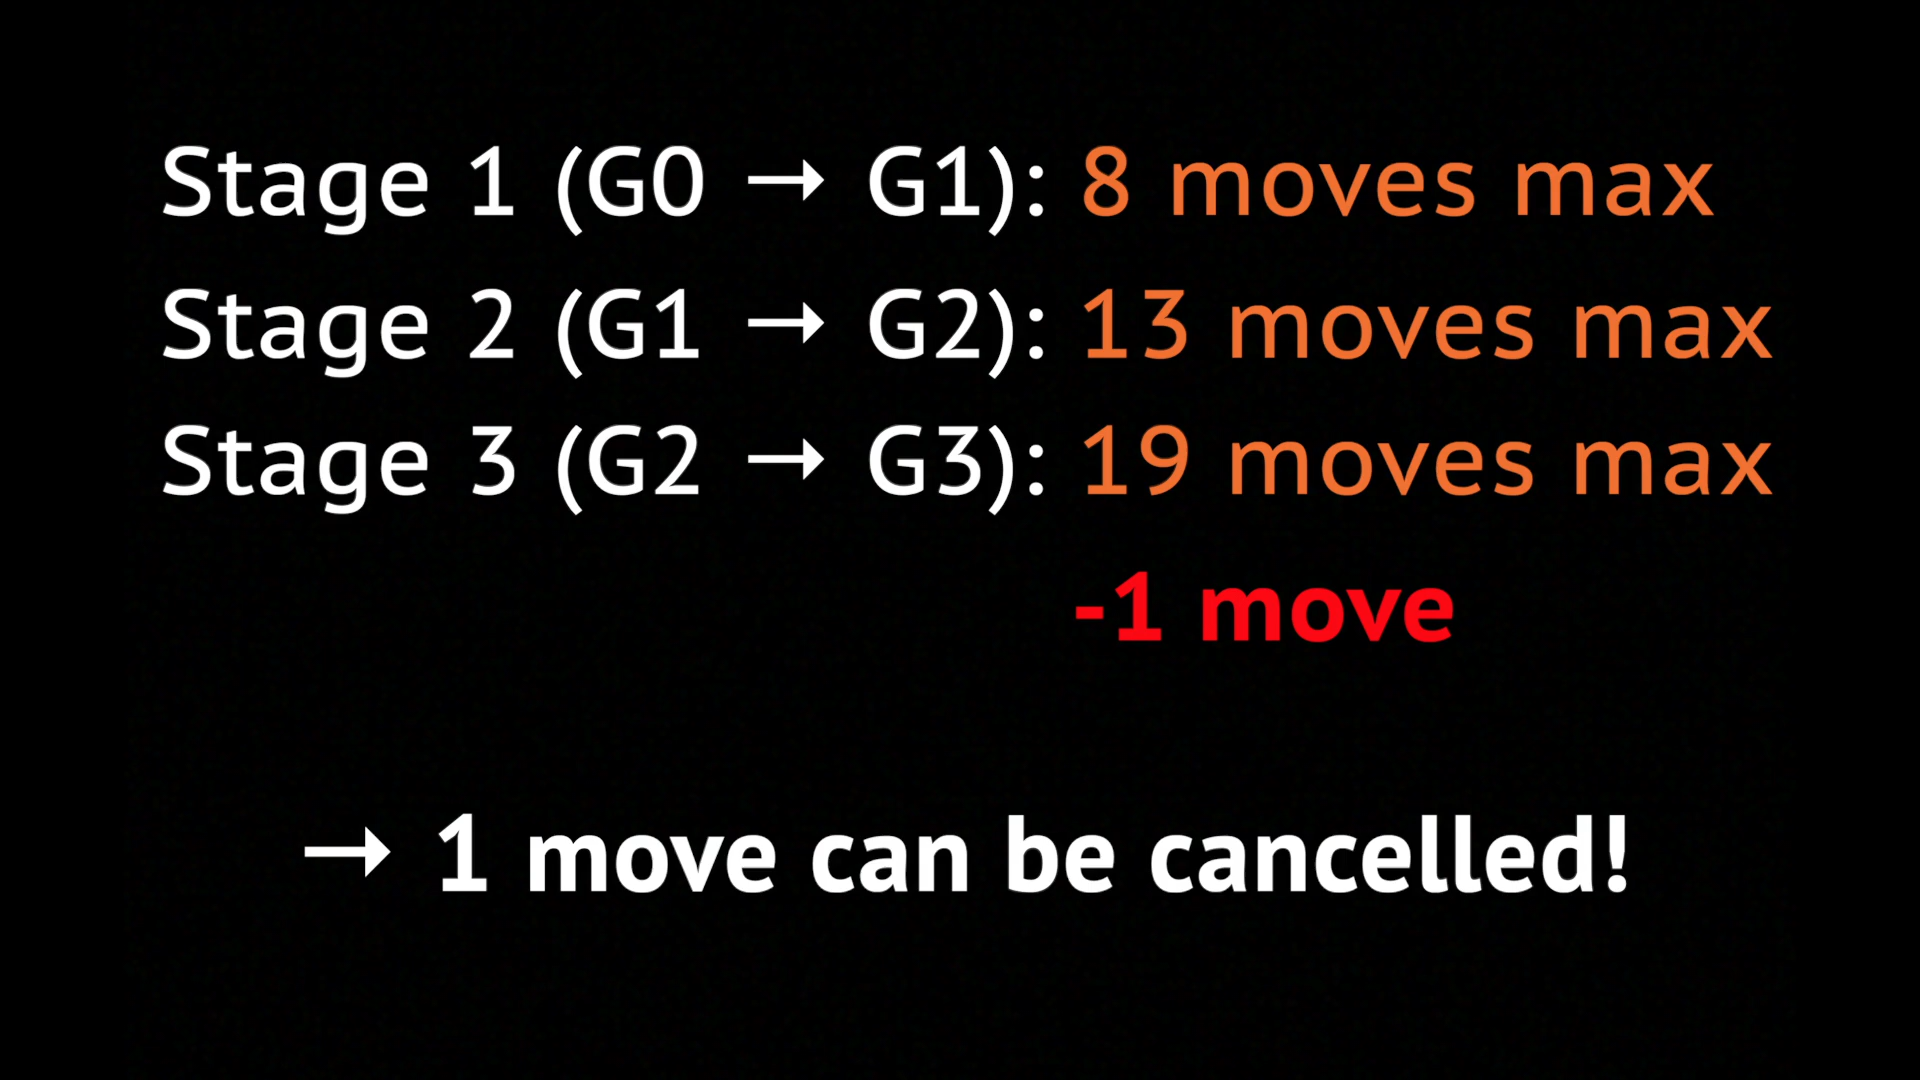 Stage 1 (G0 → G1): 8 moves max
Stage 2 (G1 → G2): 13 moves max
Stage 3 (G2 → G3): 19 moves max
-1 move
→ 1 move can be cancelled!